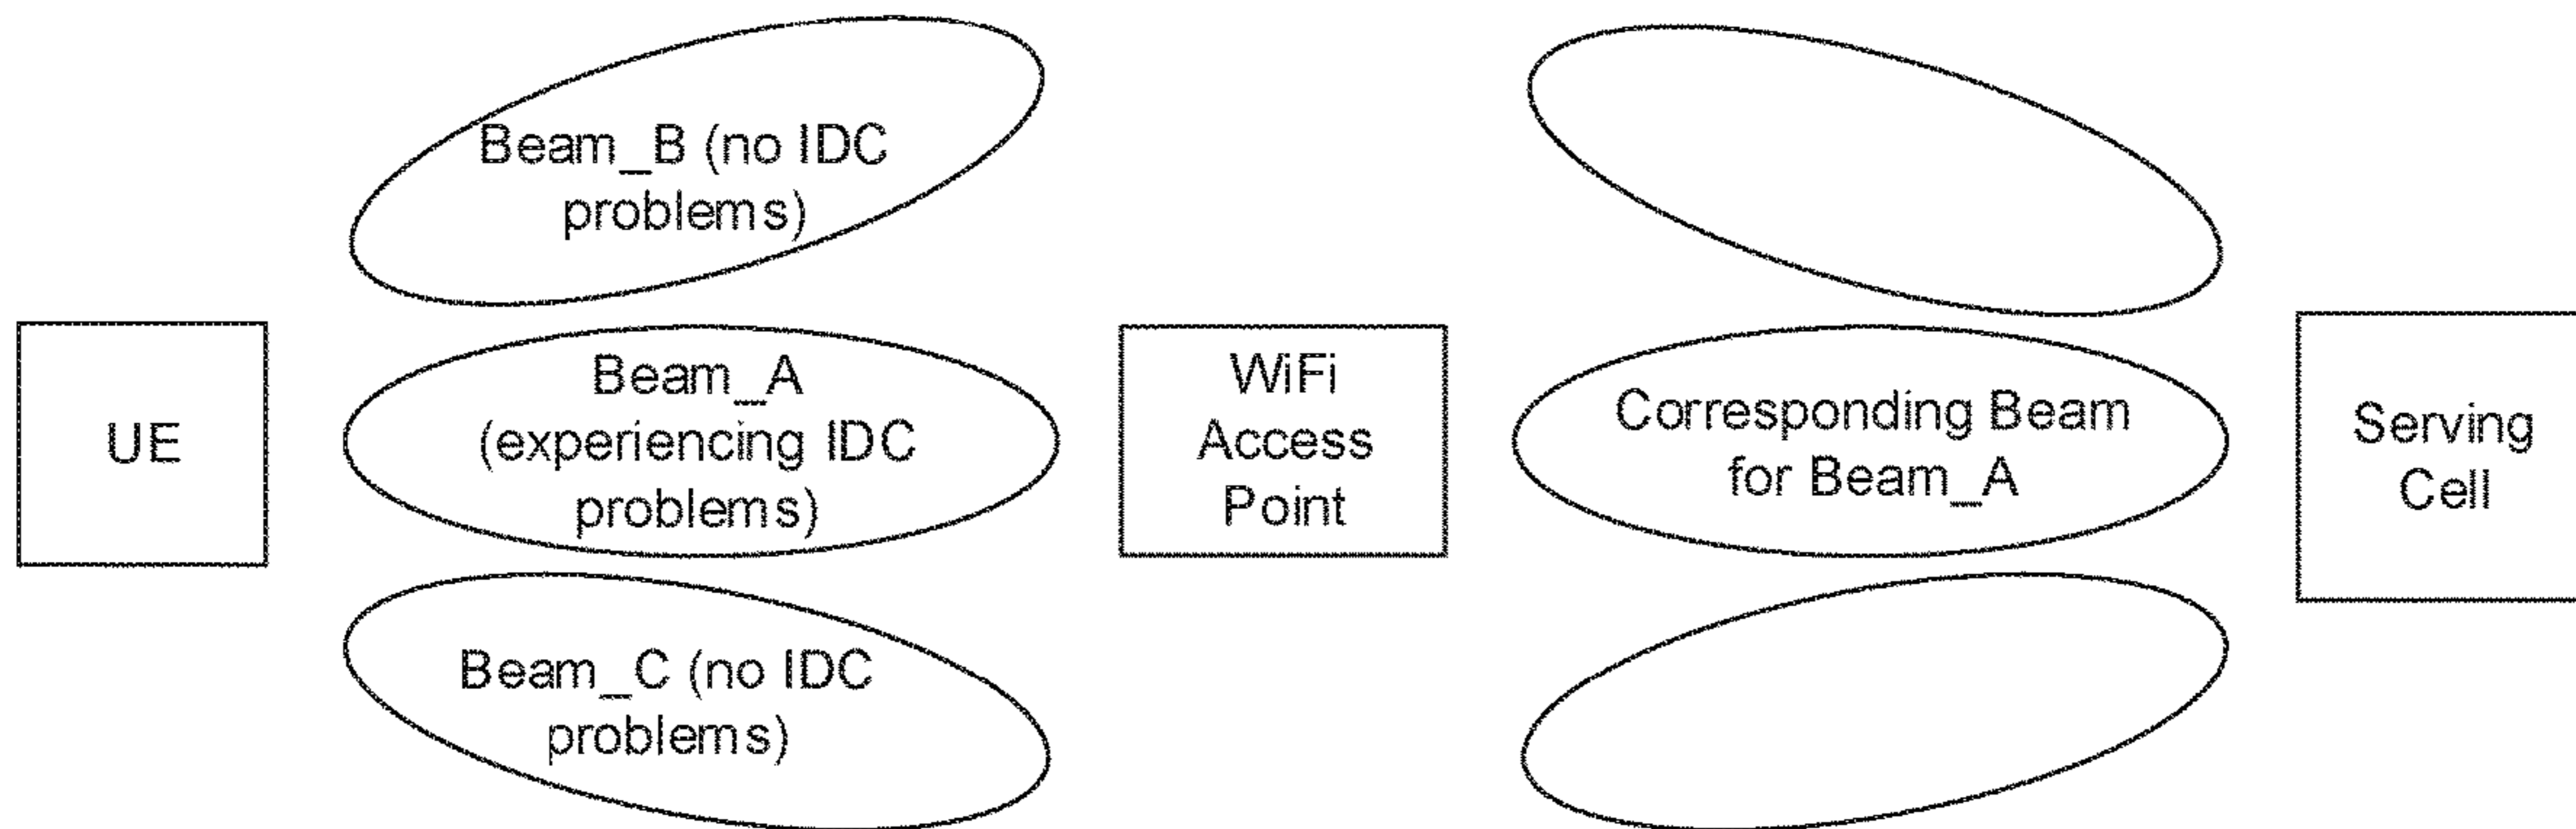 Beam_B (no IDC
problems)
UE
Beam_A
(experiencing IDC
problems)
WiFi
Access
Point
Corresponding Beam
for Beam_A
Serving
Cell
Beam_C (no IDC
problems)